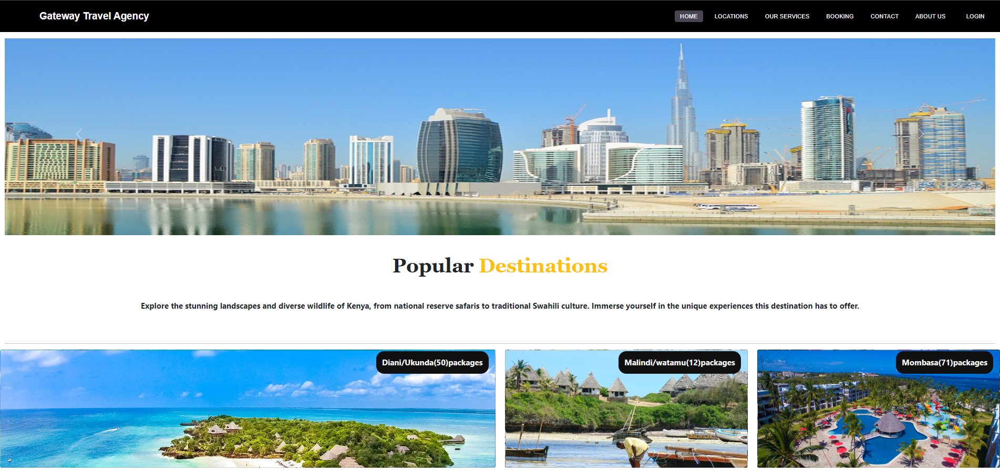 Gateway Travel Agency
HOME LOCATIONS OUR SERVICES BOOKING CONTACT ABOUT US LOGIN
Popular Destinations
Explore the stunning landscapes and diverse wildlife of Kenya, from national reserve safaris to traditional Swahili culture. Immerse yourself in the unique experiences this destination has to offer.
Diani/Ukunda(50)packages
Malindi/watamu(12)packages
Mombasa(71)packages